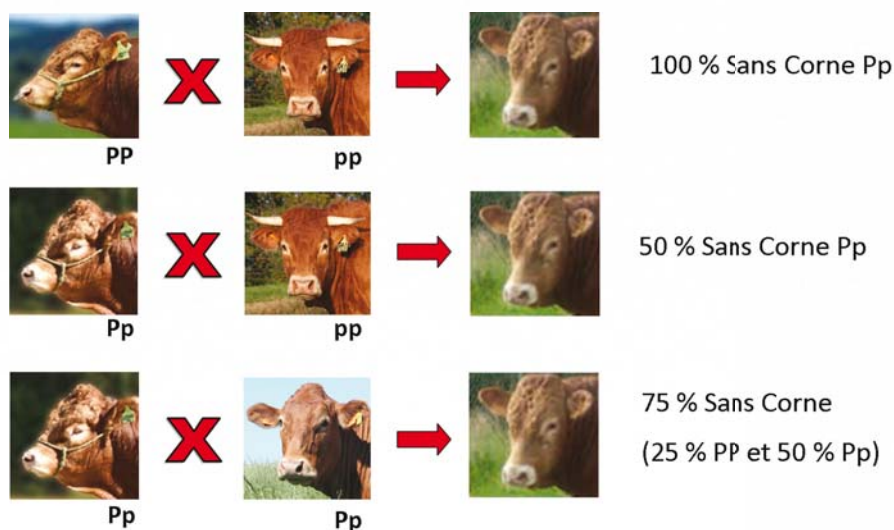 100 % Sans Corne Pp
PP
pp
50 % Sans Corne Pp
Pp
pp
75 % Sans Corne
(25 % PP et 50 % Pp)
Pp
Pp